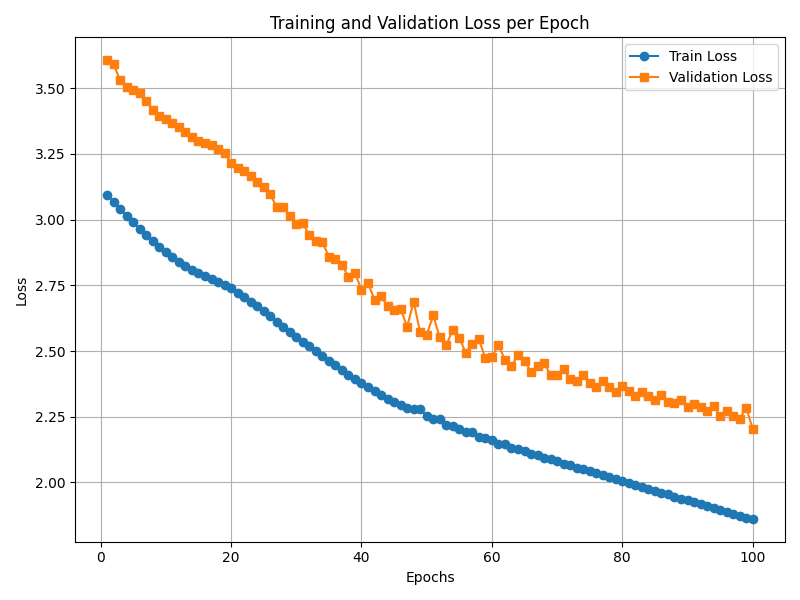 Training and Validation Loss per Epoch
Train Loss
Validation Loss
Loss
3.50
3.25
3.00
2.75
2.50
2.25
2.00
0 20 40 60 80 100
Epochs